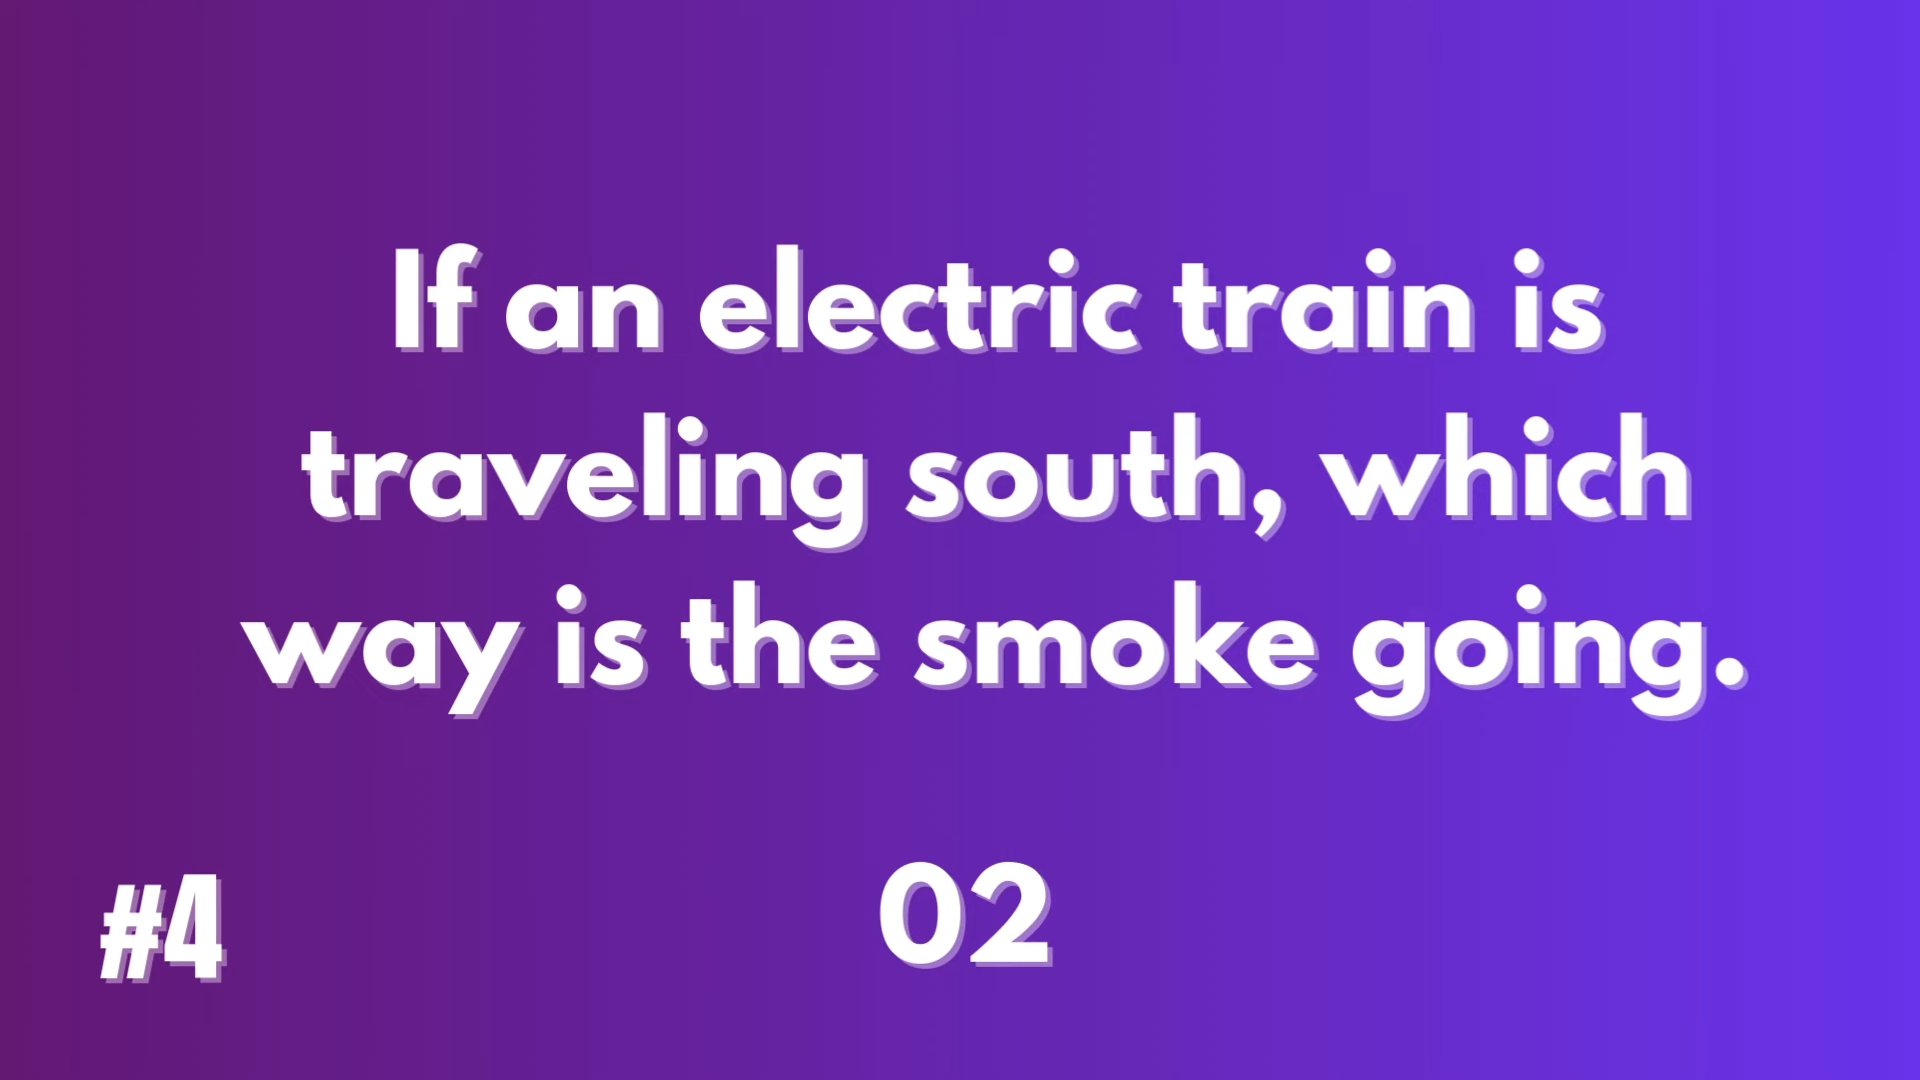 If an electric train is
traveling south, which
way is the smoke going.
#4
02